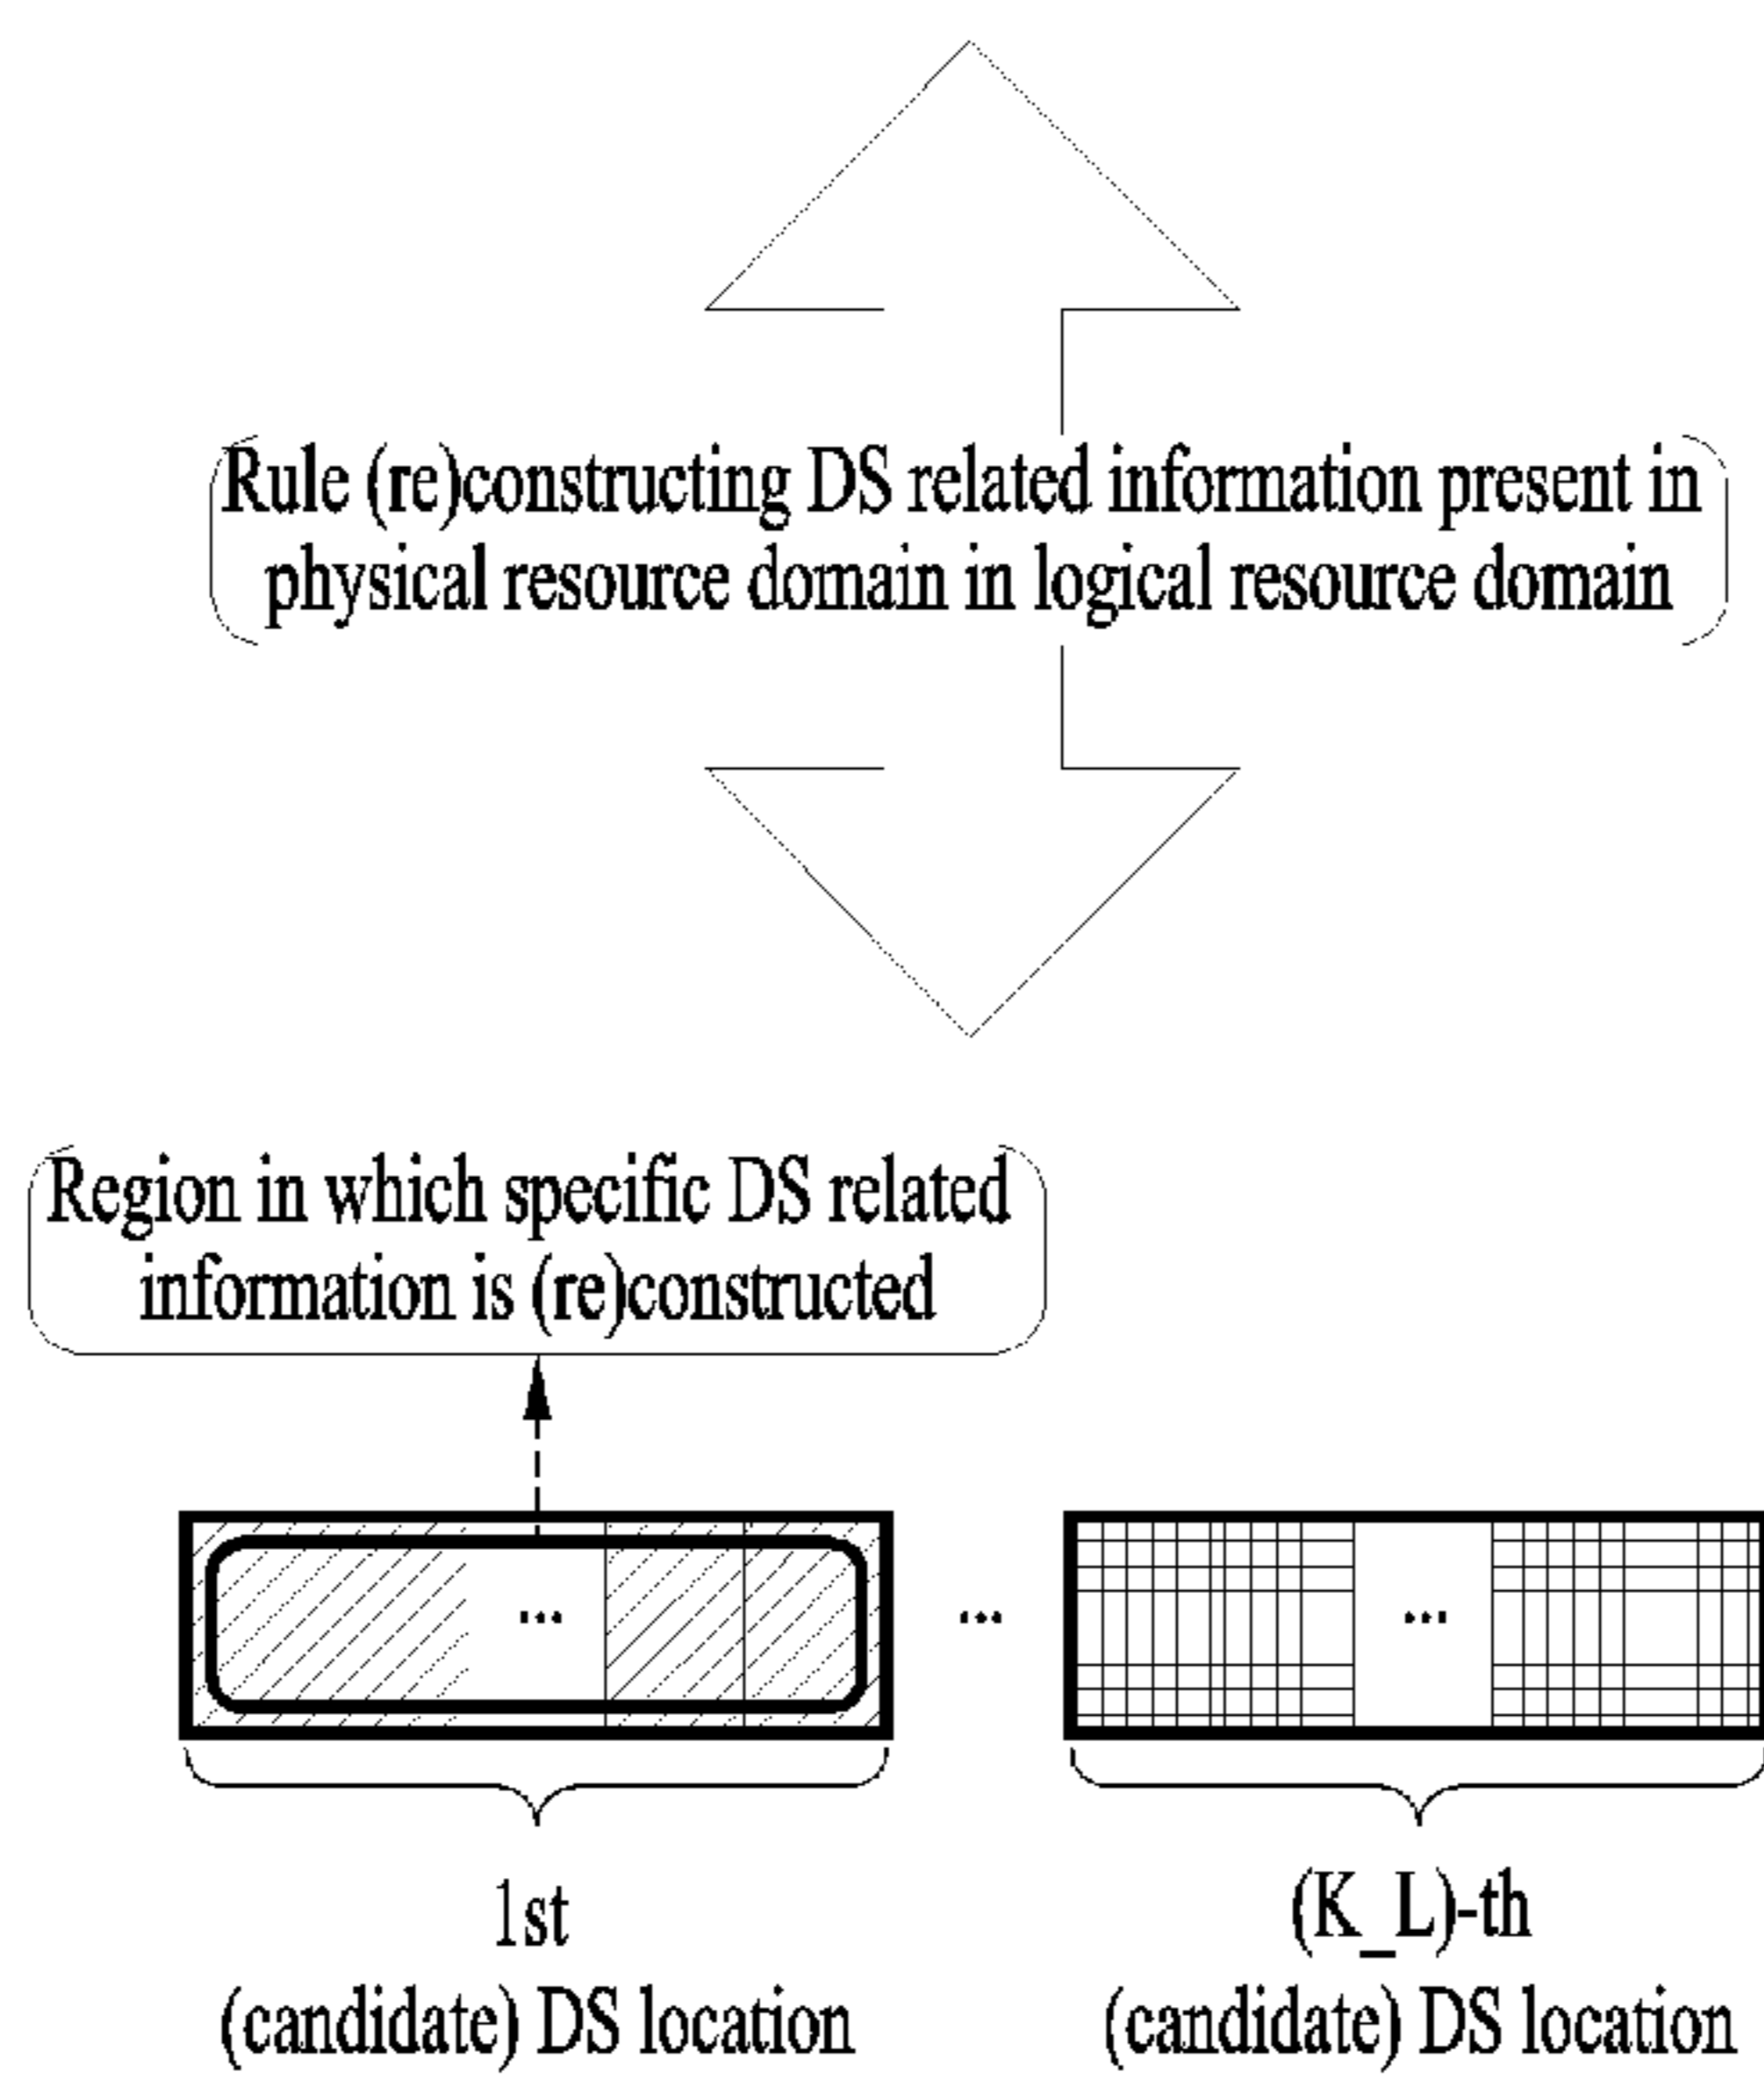 Rule (re)constructing DS related information present in
physical resource domain in logical resource domain
Region in which specific DS related
information is (re)constructed
... ... ...
1st
(candidate) DS location
(K_L)-th
(candidate) DS location